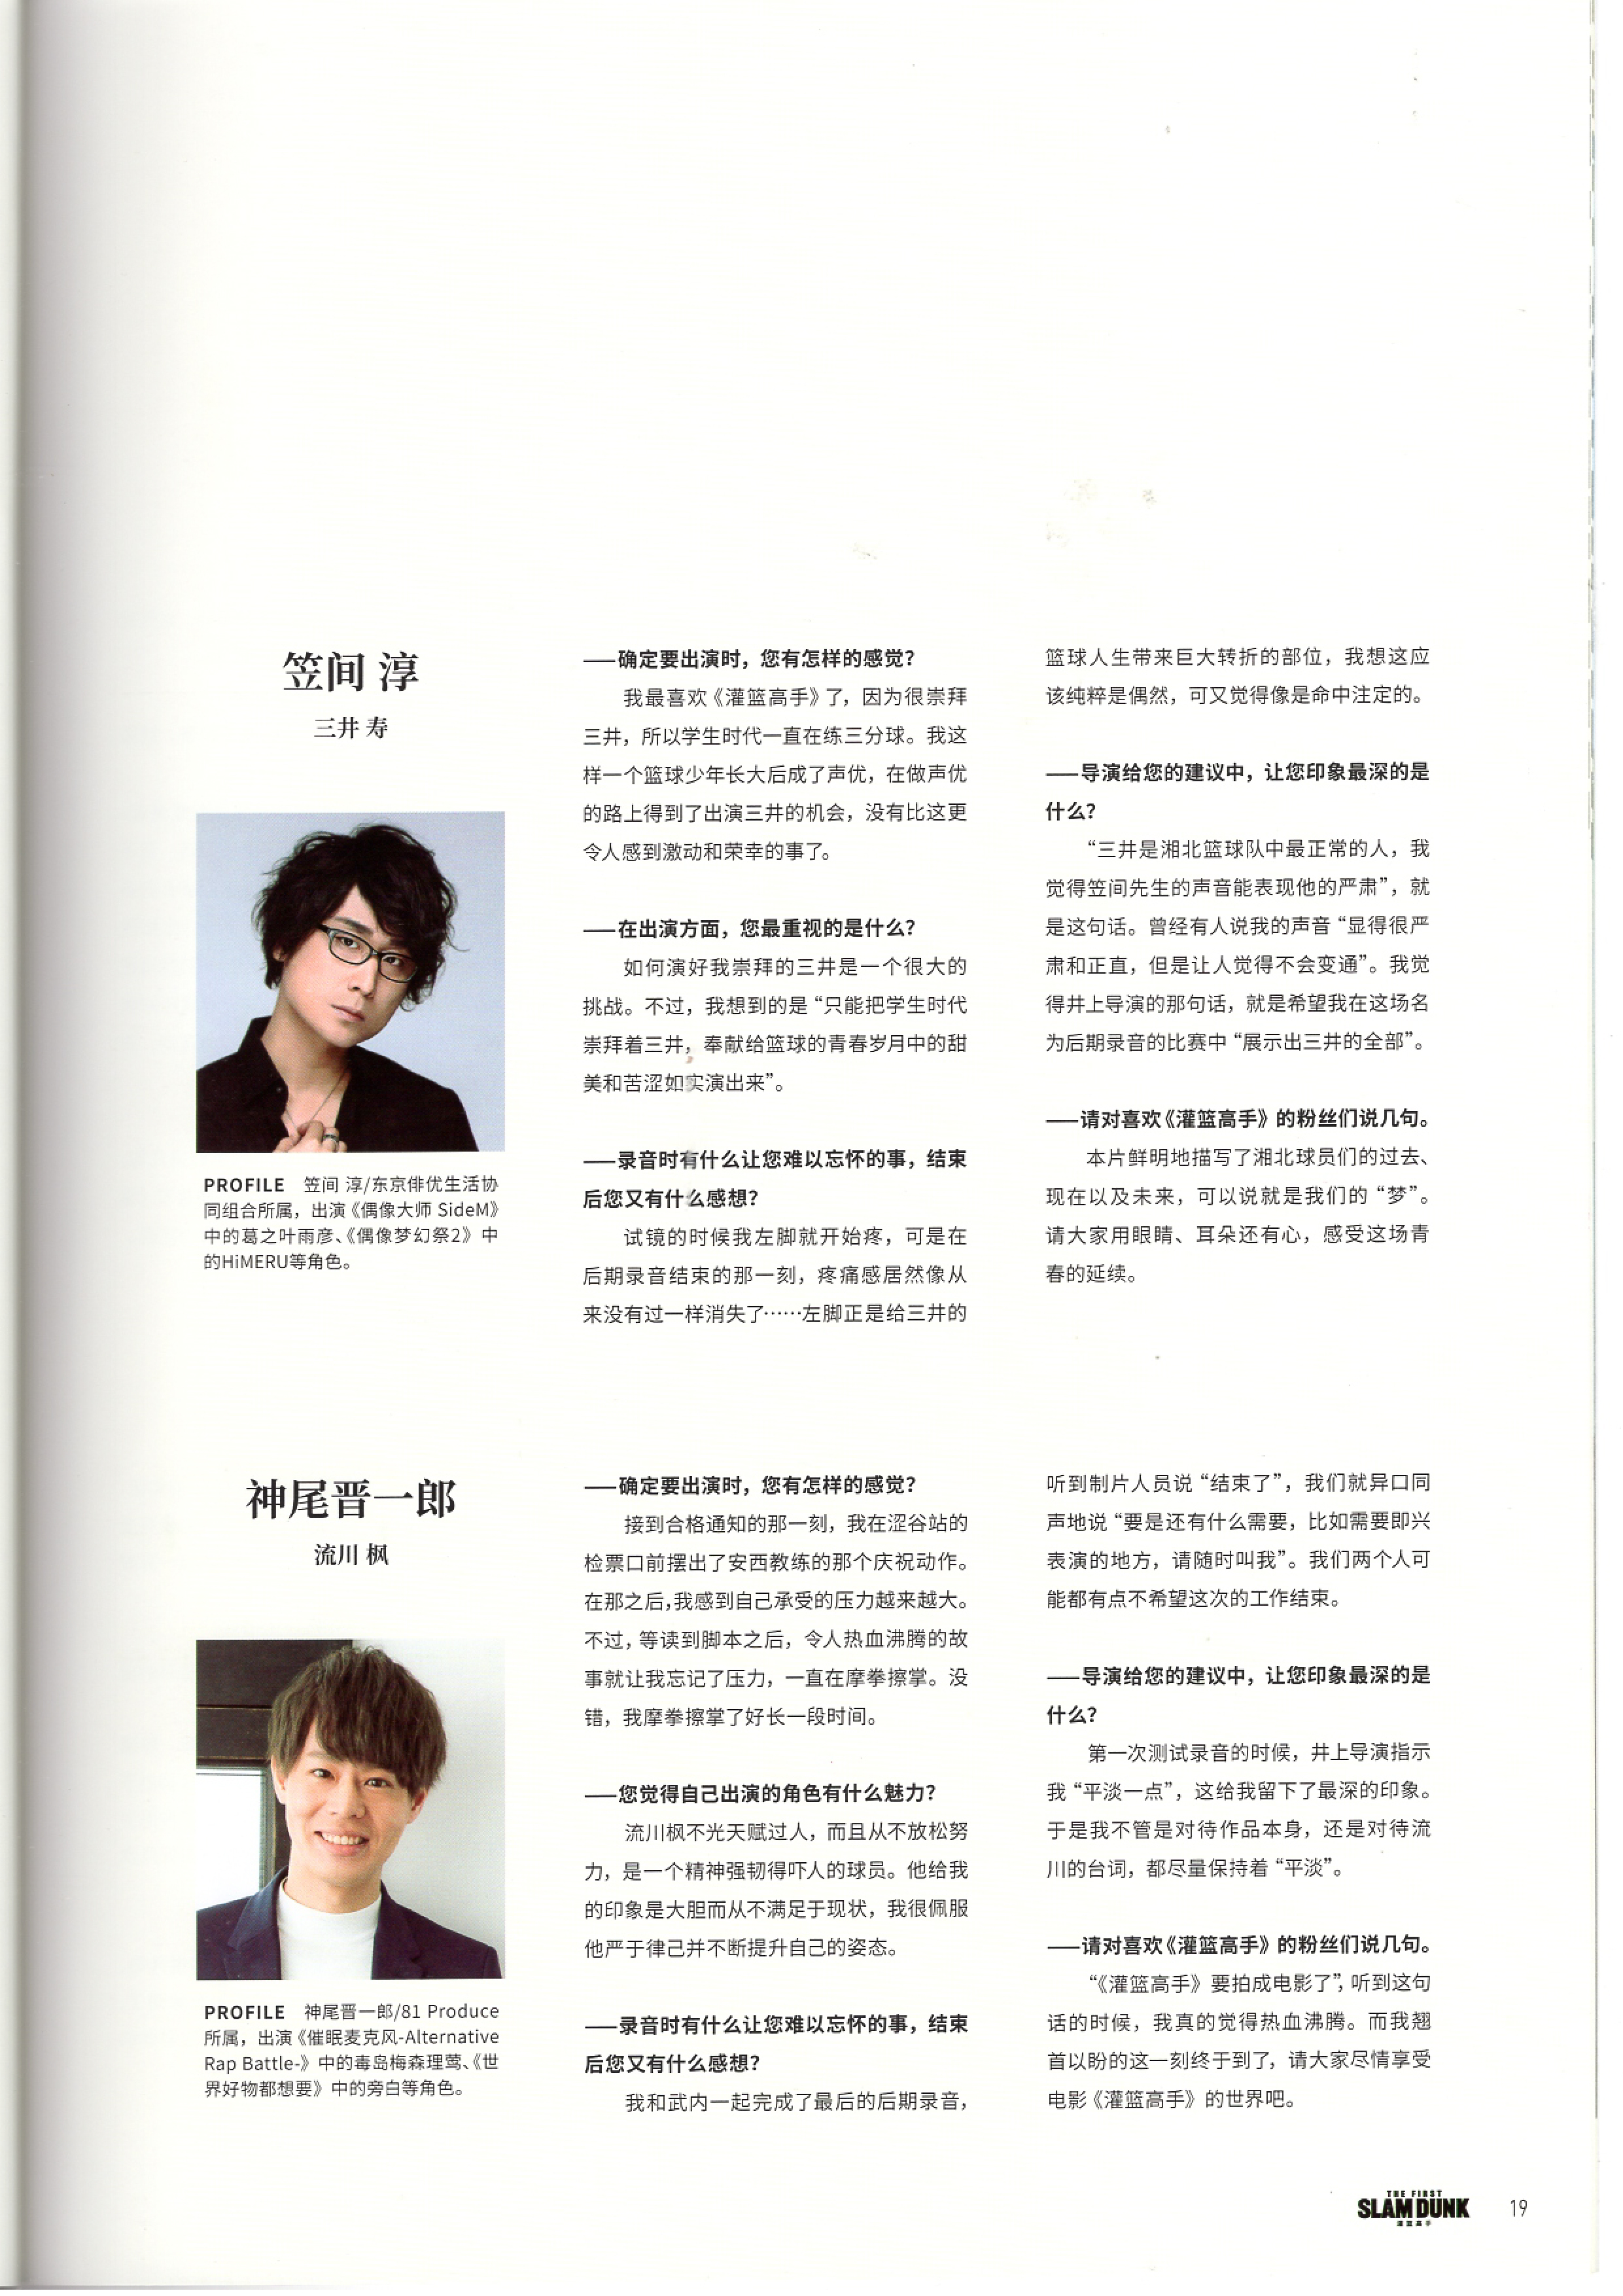 笠间 淳
三井 寿
PROFILE 笠间 淳/东京俳优生活协
同组合所属，出演《偶像大师 SideM》
中的葛之叶雨彦、《偶像梦幻祭2》中
的HiMERU等角色。
——确定要出演时，您有怎样的感觉？
我最喜欢《灌篮高手》了，因为很崇拜
三井，所以学生时代一直在练三分球。我这
样一个篮球少年长大后成了声优，在做声优
的路上得到了出演三井的机会，没有比这更
令人感到激动和荣幸的事了。
——在出演方面，您最重视的是什么？
如何演好我崇拜的三井是一个很大的
挑战。不过，我想到的是“只能把学生时代
崇拜着三井，奉献给篮球的青春岁月中的甜
美和苦涩如实演出来”。
——录音时有什么让您难以忘怀的事，结束
后您又有什么感想？
试镜的时候我左脚就开始疼，可是在
后期录音结束的那一刻，疼痛感居然像从
来没有过一样消失了……左脚正是给三井的
篮球人生带来巨大转折的部位，我想这应
该纯粹是偶然，可又觉得像是命中注定的。
——导演给您的建议中，让您印象最深的是
什么？
“三井是湘北篮球队中最正常的人，我
觉得笠间先生的声音能表现他的严肃”，就
是这句话。曾经有人说我的声音“显得很严
肃和正直，但是让人觉得不会变通”。我觉
得井上导演的那句话，就是希望我在这场名
为后期录音的比赛中“展示出三井的全部”。
——请对喜欢《灌篮高手》的粉丝们说几句。
本片鲜明地描写了湘北球员们的过去、
现在以及未来，可以说就是我们的“梦”。
请大家用眼睛、耳朵还有心，感受这场青
春的延续。
神尾晋一郎
流川 枫
PROFILE 神尾晋一郎/81 Produce
所属，出演《催眠麦克风-Alternative
Rap Battle-》中的毒岛梅森理莺、《世
界好物都想要》中的旁白等角色。
——确定要出演时，您有怎样的感觉？
接到合格通知的那一刻，我在涩谷站的
检票口前摆出了安西教练的那个庆祝动作。
在那之后，我感到自己承受的压力越来越大。
不过，等读到脚本之后，令人热血沸腾的故
事就让我忘记了压力，一直在摩拳擦掌。没
错，我摩拳擦掌了好长一段时间。
——您觉得自己出演的角色有什么魅力？
流川枫不光天赋过人，而且从不放松努
力，是一个精神强韧得吓人的球员。他给我
的印象是大胆而从不满足于现状，我很佩服
他严于律己并不断提升自己的姿态。
——录音时有什么让您难以忘怀的事，结束
后您又有什么感想？
我和武内一起完成了最后的后期录音，
听到制片人员说“结束了”，我们就异口同
声地说“要是还有什么需要，比如需要即兴
表演的地方，请随时叫我”。我们两个人可
能都有点不希望这次的工作结束。
——导演给您的建议中，让您印象最深的是
什么？
第一次测试录音的时候，井上导演指示
我“平淡一点”，这给我留下了最深的印象。
于是我不管是对待作品本身，还是对待流
川的台词，都尽量保持着“平淡”。
——请对喜欢《灌篮高手》的粉丝们说几句。
“《灌篮高手》要拍成电影了”，听到这句
话的时候，我真的觉得热血沸腾。而我翘
首以盼的这一刻终于到了，请大家尽情享受
电影《灌篮高手》的世界吧。
THE FIRST
SLAM DUNK
灌篮高手
19